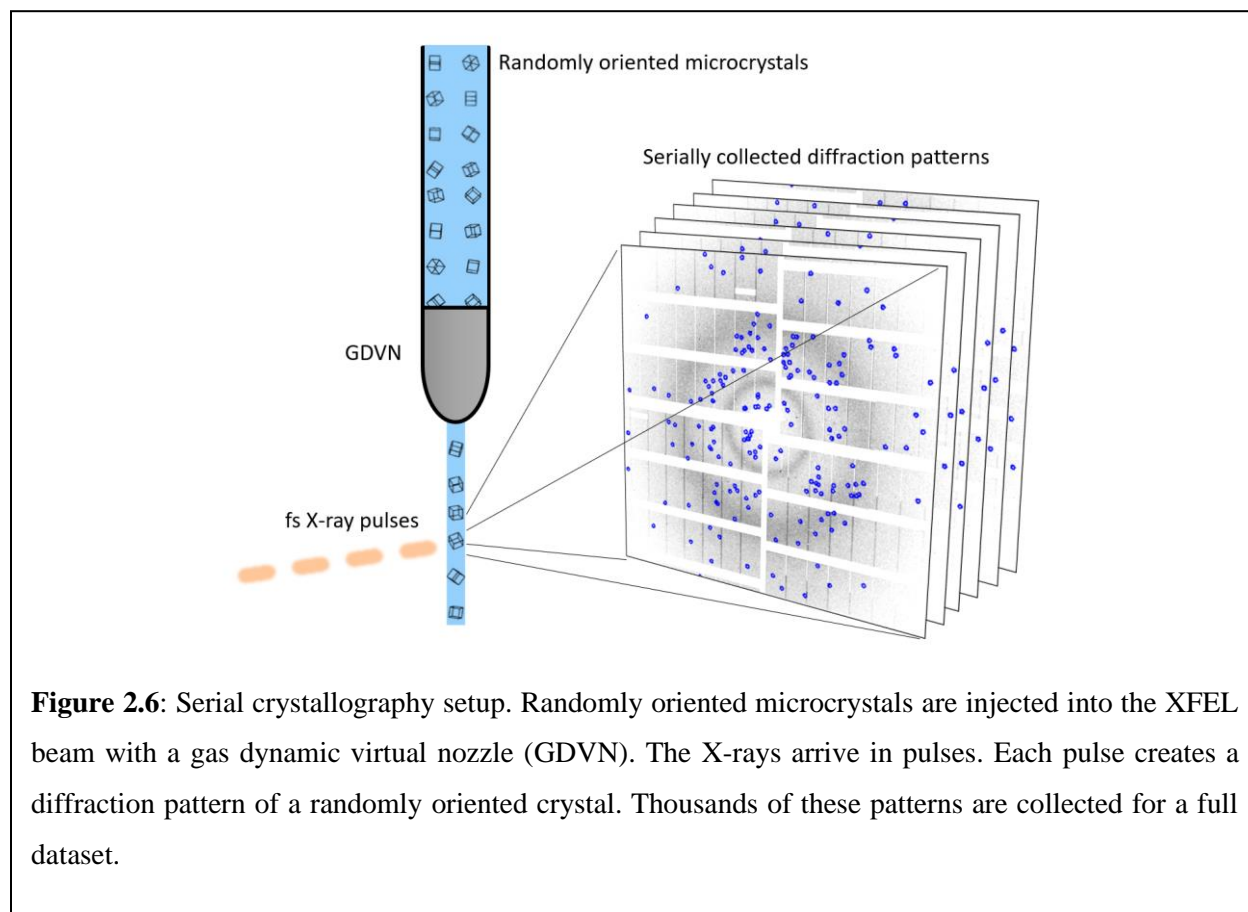 Randomly oriented microcrystals
Serially collected diffraction patterns
GDVN
fs X-ray pulses
Figure 2.6: Serial crystallography setup. Randomly oriented microcrystals are injected into the XFEL
beam with a gas dynamic virtual nozzle (GDVN). The X-rays arrive in pulses. Each pulse creates a
diffraction pattern of a randomly oriented crystal. Thousands of these patterns are collected for a full
dataset.